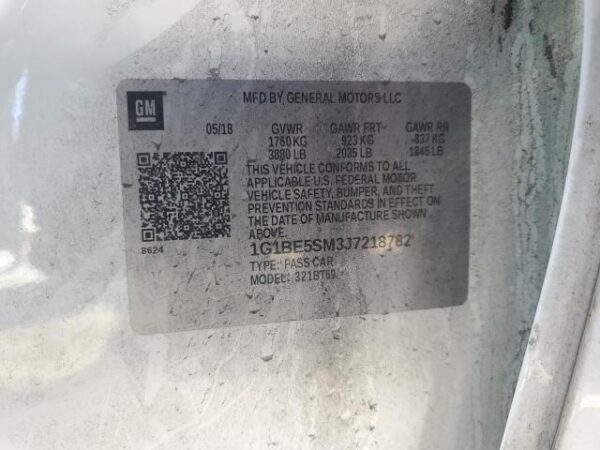 GM
MFD BY GENERAL MOTORS LLC
05/18 GVWR GAWR FRT GAWR RR
1760 KG 923 KG 837 KG
3880 LB 2035 LB 1845 LB
THIS VEHICLE CONFORMS TO ALL
APPLICABLE U.S. FEDERAL MOTOR
VEHICLE SAFETY, BUMPER, AND THEFT
PREVENTION STANDARDS IN EFFECT ON
THE DATE OF MANUFACTURE SHOWN
ABOVE.
8624
1G1BE5SM3J7218782
TYPE: PASS CAR
MODEL: 321BT69